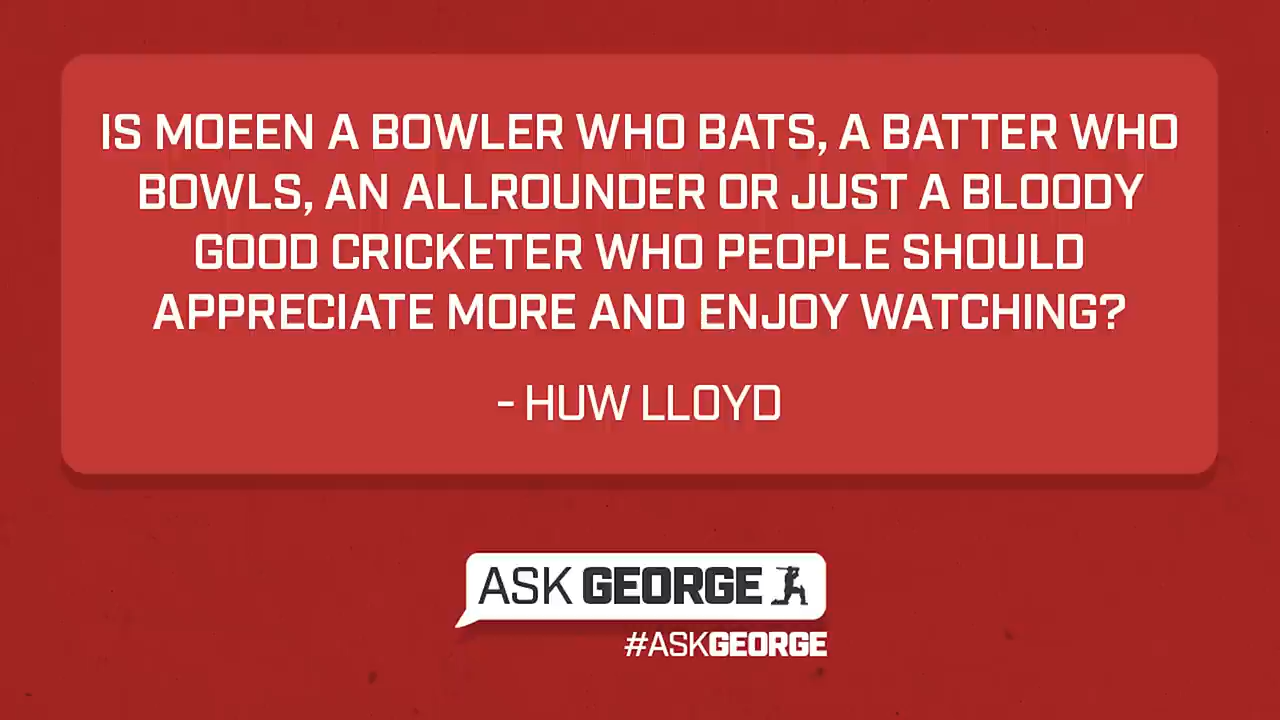 IS MOEEN A BOWLER WHO BATS, A BATTER WHO
BOWLS, AN ALLROUNDER OR JUST A BLOODY
GOOD CRICKETER WHO PEOPLE SHOULD
APPRECIATE MORE AND ENJOY WATCHING?
- HUW LLOYD
ASK GEORGE
#ASKGEORGE